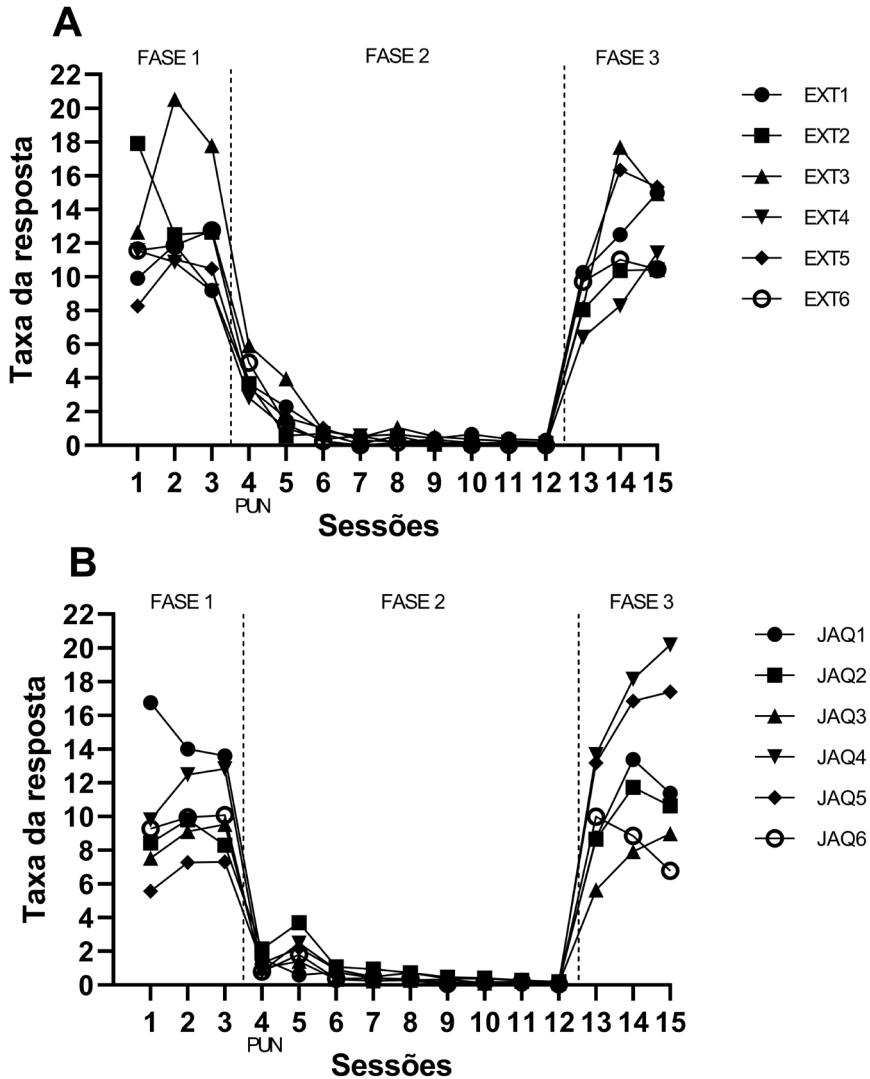 A
FASE 1 FASE 2 FASE 3
22
20
18
16
14
12
10
8
6
4
2
0
Taxa da resposta
1 2 3 4 5 6 7 8 9 10 11 12 13 14 15
PUN
Sessões
EXT1
EXT2
EXT3
EXT4
EXT5
EXT6
B
FASE 1 FASE 2 FASE 3
22
20
18
16
14
12
10
8
6
4
2
0
Taxa da resposta
1 2 3 4 5 6 7 8 9 10 11 12 13 14 15
PUN
Sessões
JAQ1
JAQ2
JAQ3
JAQ4
JAQ5
JAQ6